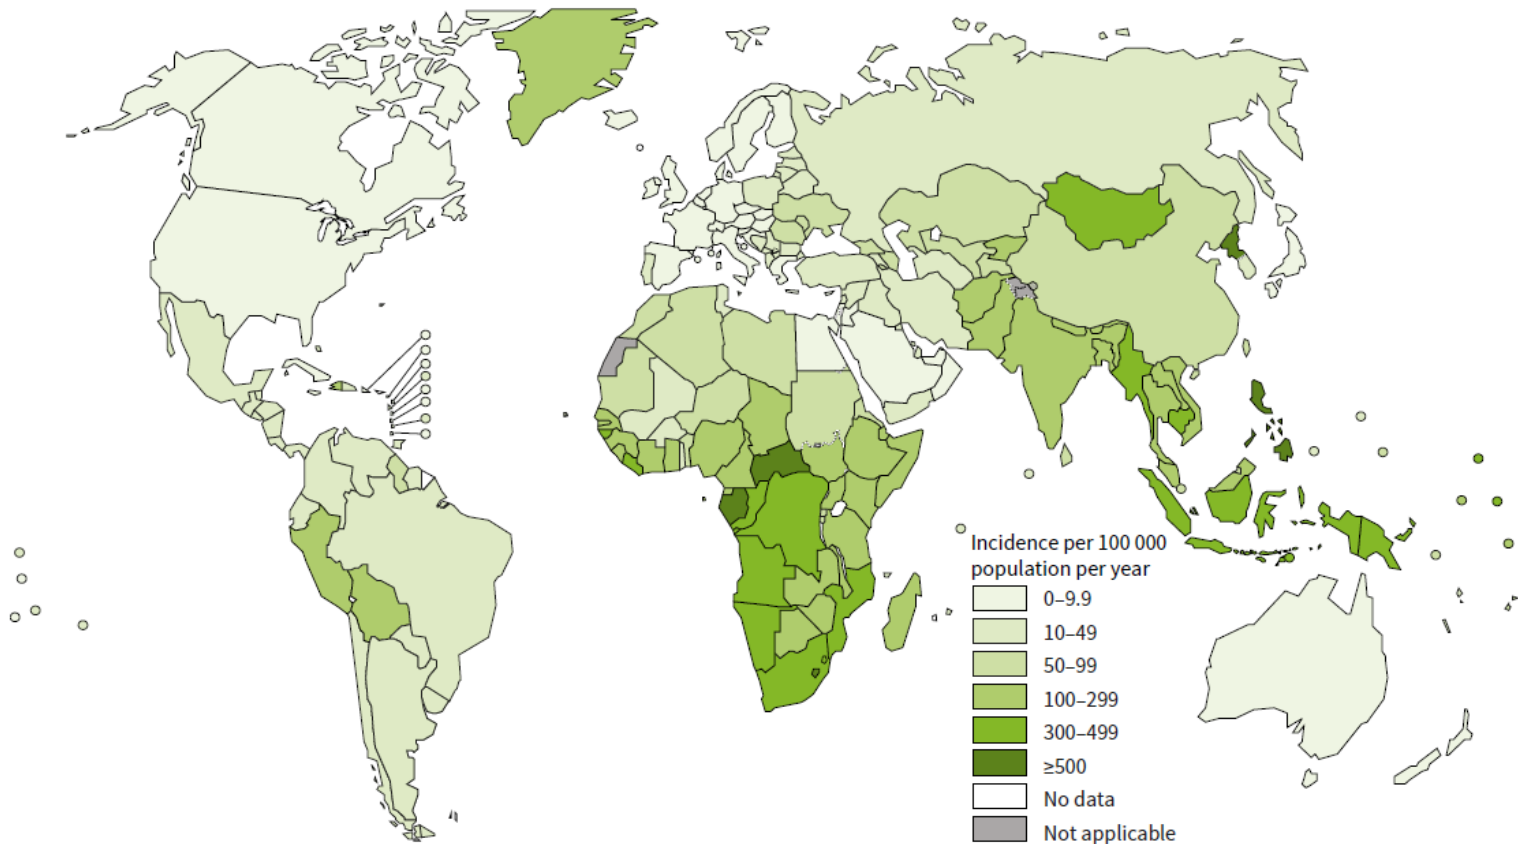 Incidence per 100 000
population per year
0–9.9
10–49
50–99
100–299
300–499
≥500
No data
Not applicable